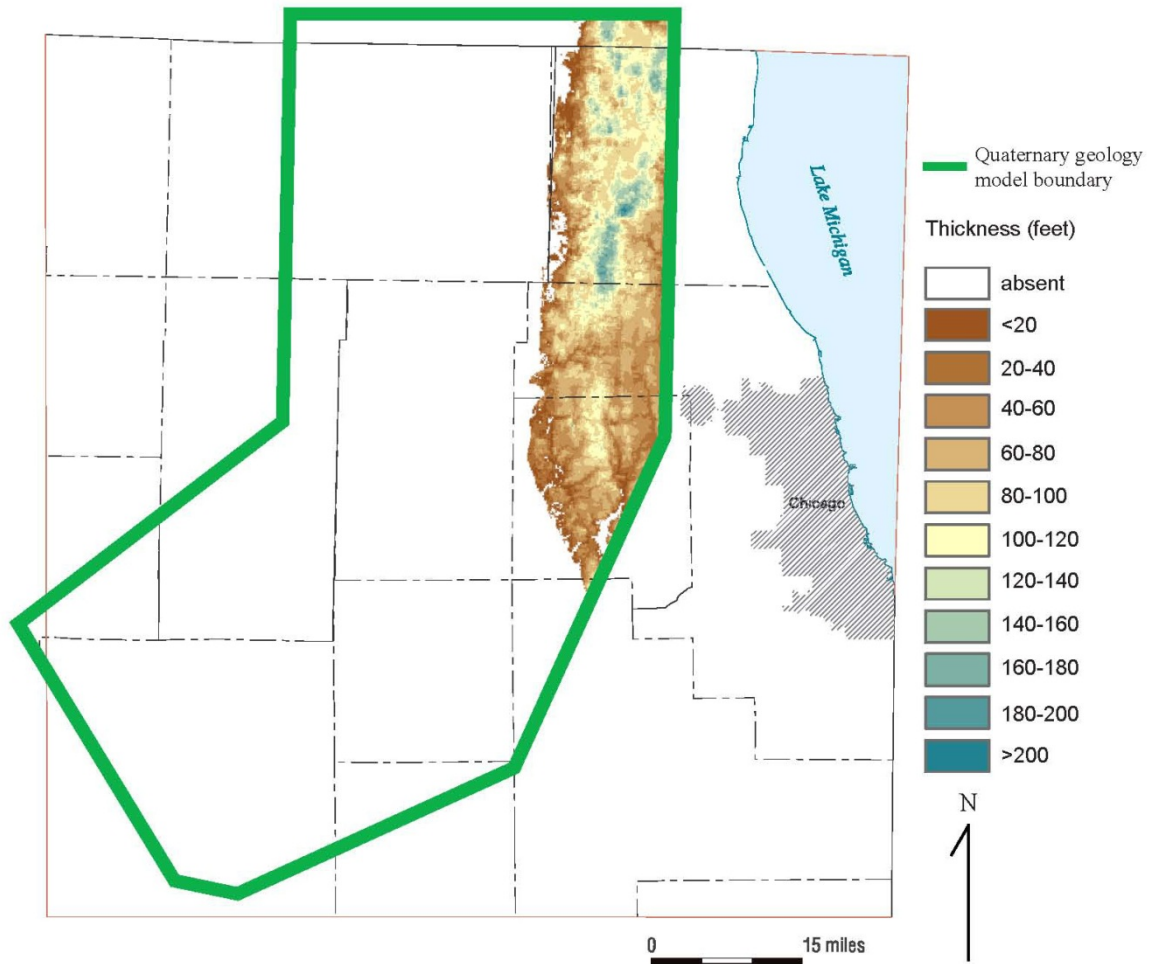 Lake Michigan
Chicago
Quaternary geology
model boundary
Thickness (feet)
absent
<20
20-40
40-60
60-80
80-100
100-120
120-140
140-160
160-180
180-200
>200
N
0 15 miles